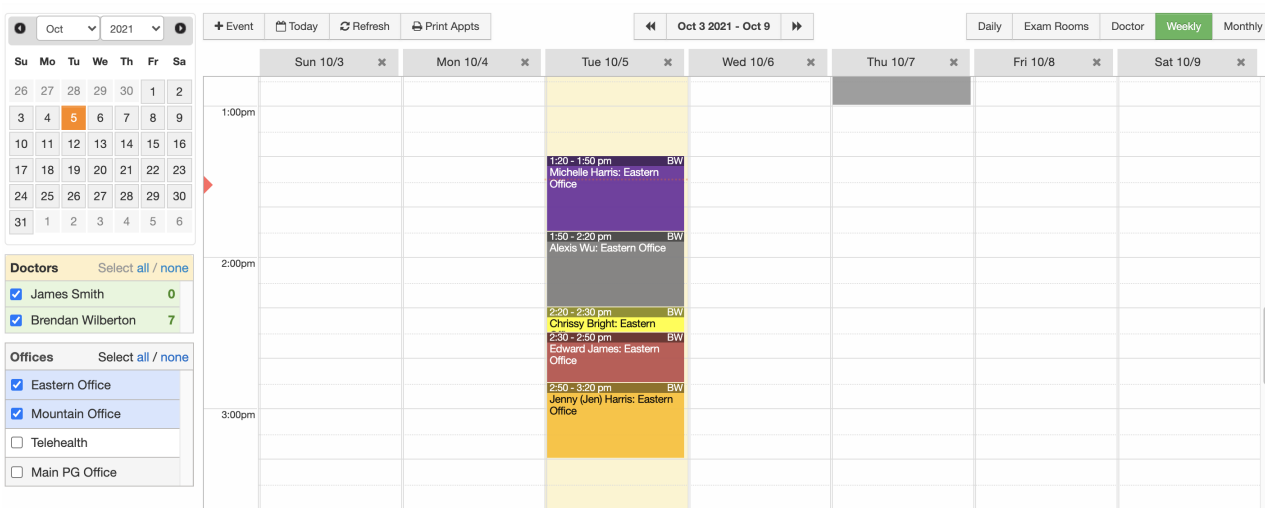 Oct 2021
Su Mo Tu We Th Fr Sa
26 27 28 29 30 1 2
3 4 5 6 7 8 9
10 11 12 13 14 15 16
17 18 19 20 21 22 23
24 25 26 27 28 29 30
31 1 2 3 4 5 6
Doctors Select all / none
James Smith 0
Brendan Wilberton 7
Offices Select all / none
Eastern Office
Mountain Office
Telehealth
Main PG Office
+ Event Today Refresh Print Appts
Oct 3 2021 - Oct 9
Daily Exam Rooms Doctor Weekly Monthly
Sun 10/3 Mon 10/4 Tue 10/5 Wed 10/6 Thu 10/7 Fri 10/8 Sat 10/9
1:00pm
1:20 - 1:50 pm BW
Michelle Harris: Eastern
Office
1:50 - 2:20 pm BW
Alexis Wu: Eastern Office
2:00pm
2:20 - 2:30 pm BW
Chrissy Bright: Eastern
2:30 - 2:50 pm BW
Edward James: Eastern
Office
2:50 - 3:20 pm BW
Jenny (Jen) Harris: Eastern
Office
3:00pm